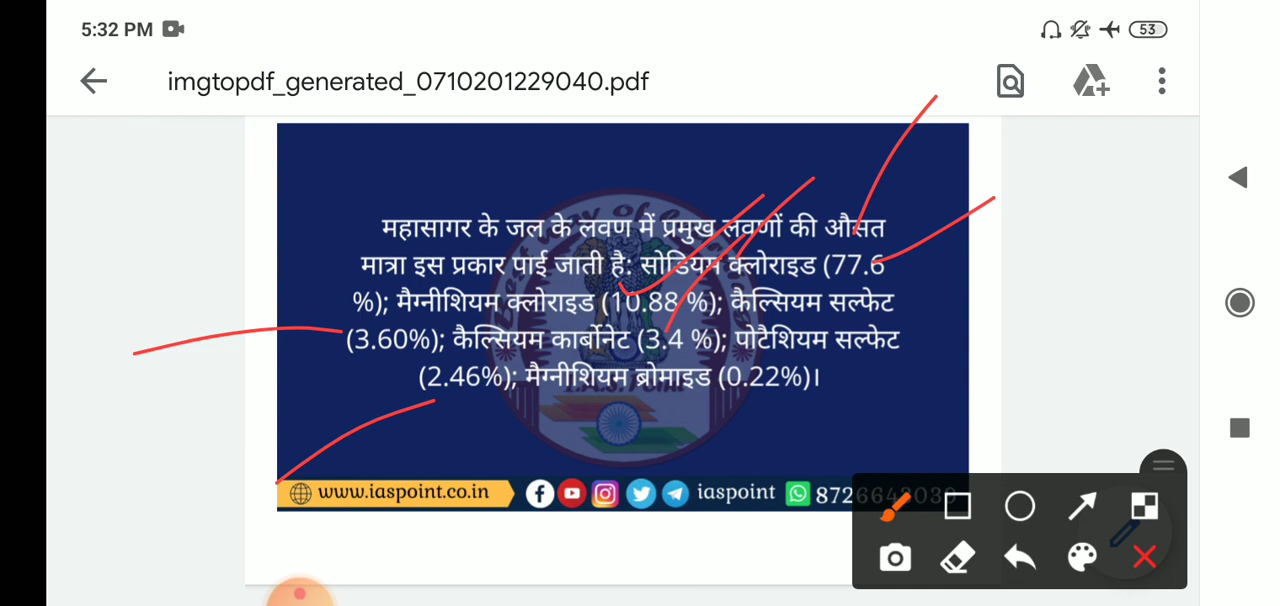 5:32 PM
53
imgtopdf_generated_0710201229040.pdf
महासागर के जल के लवण में प्रमुख लवणों की औसत
मात्रा इस प्रकार पाई जाती है: सोडियम क्लोराइड (77.6
%); मैग्नीशियम क्लोराइड (10.88 %); कैल्सियम सल्फेट
(3.60%); कैल्सियम कार्बोनेट (3.4 %); पोटैशियम सल्फेट
(2.46%); मैग्नीशियम ब्रोमाइड (0.22%)।
www.iaspoint.co.in iaspoint